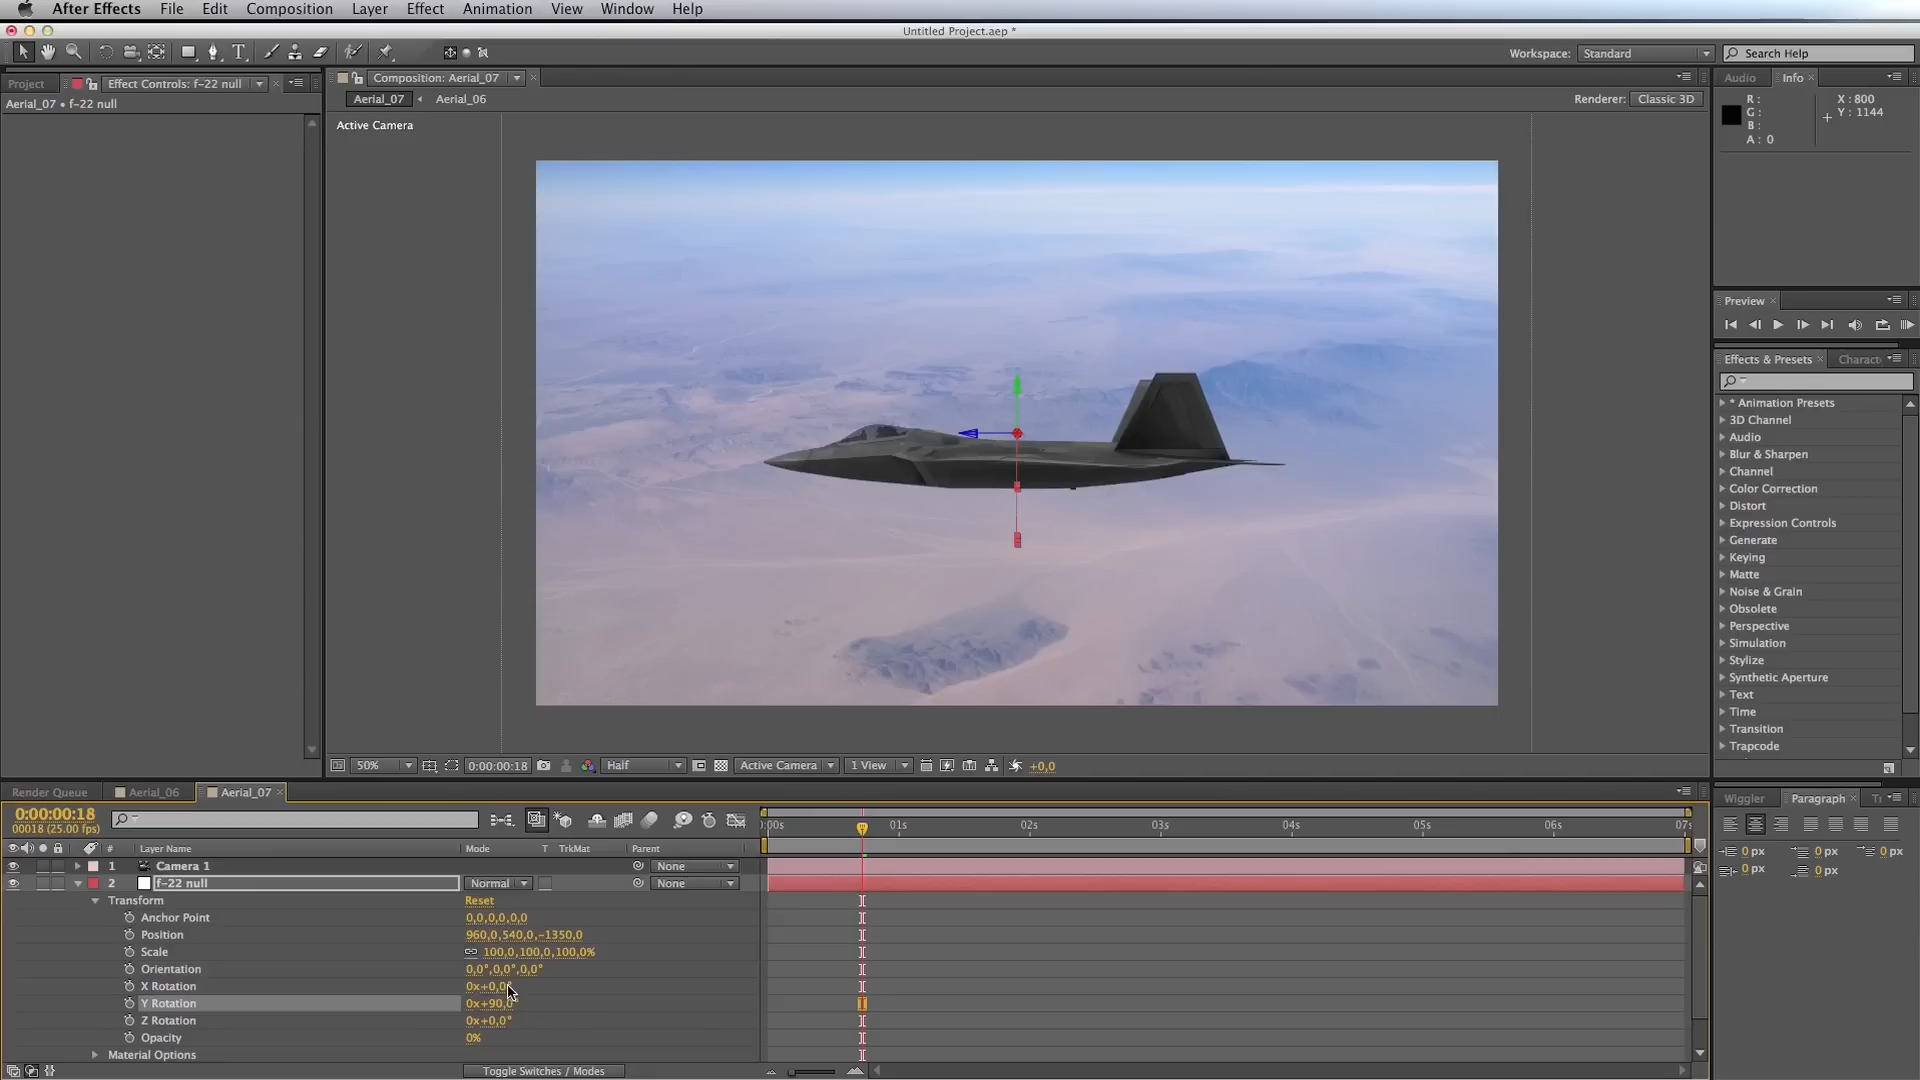 After Effects File Edit Composition Layer Effect Animation View Window Help
Untitled Project.aep *
Workspace: Standard Search Help
Project Effect Controls: f-22 null
Composition: Aerial_07
Audio Info
Aerial_07 • f-22 null
Aerial_07 Aerial_06
Renderer: Classic 3D
R :
G :
B :
A : 0
X : 800
Y : 1144
Active Camera
Preview
Effects & Presets
* Animation Presets
3D Channel
Audio
Blur & Sharpen
Channel
Color Correction
Distort
Expression Controls
Generate
Keying
Matte
Noise & Grain
Obsolete
Perspective
Simulation
Stylize
Synthetic Aperture
Text
Time
Transition
Trapcode
50% 0:00:00:18 Half Active Camera 1 View +0,0
Render Queue Aerial_06 Aerial_07
Wiggler Paragraph
0:00:00:18
00018 (25.00 fps)
:00s 01s 02s 03s 04s 05s 06s 07s
# Layer Name Mode T TrkMat Parent
1 Camera 1 None
2 f-22 null Normal None
Transform Reset
Anchor Point 0,0,0,0,0,0
Position 960,0,540,0,-1350,0
Scale 100,0,100,0,100,0%
Orientation 0,0°,0,0°,0,0°
X Rotation 0x+0,0°
Y Rotation 0x+90,0
Z Rotation 0x+0,0°
Opacity 0%
Material Options
Toggle Switches / Modes
0 px 0 px 0 px
0 px 0 px